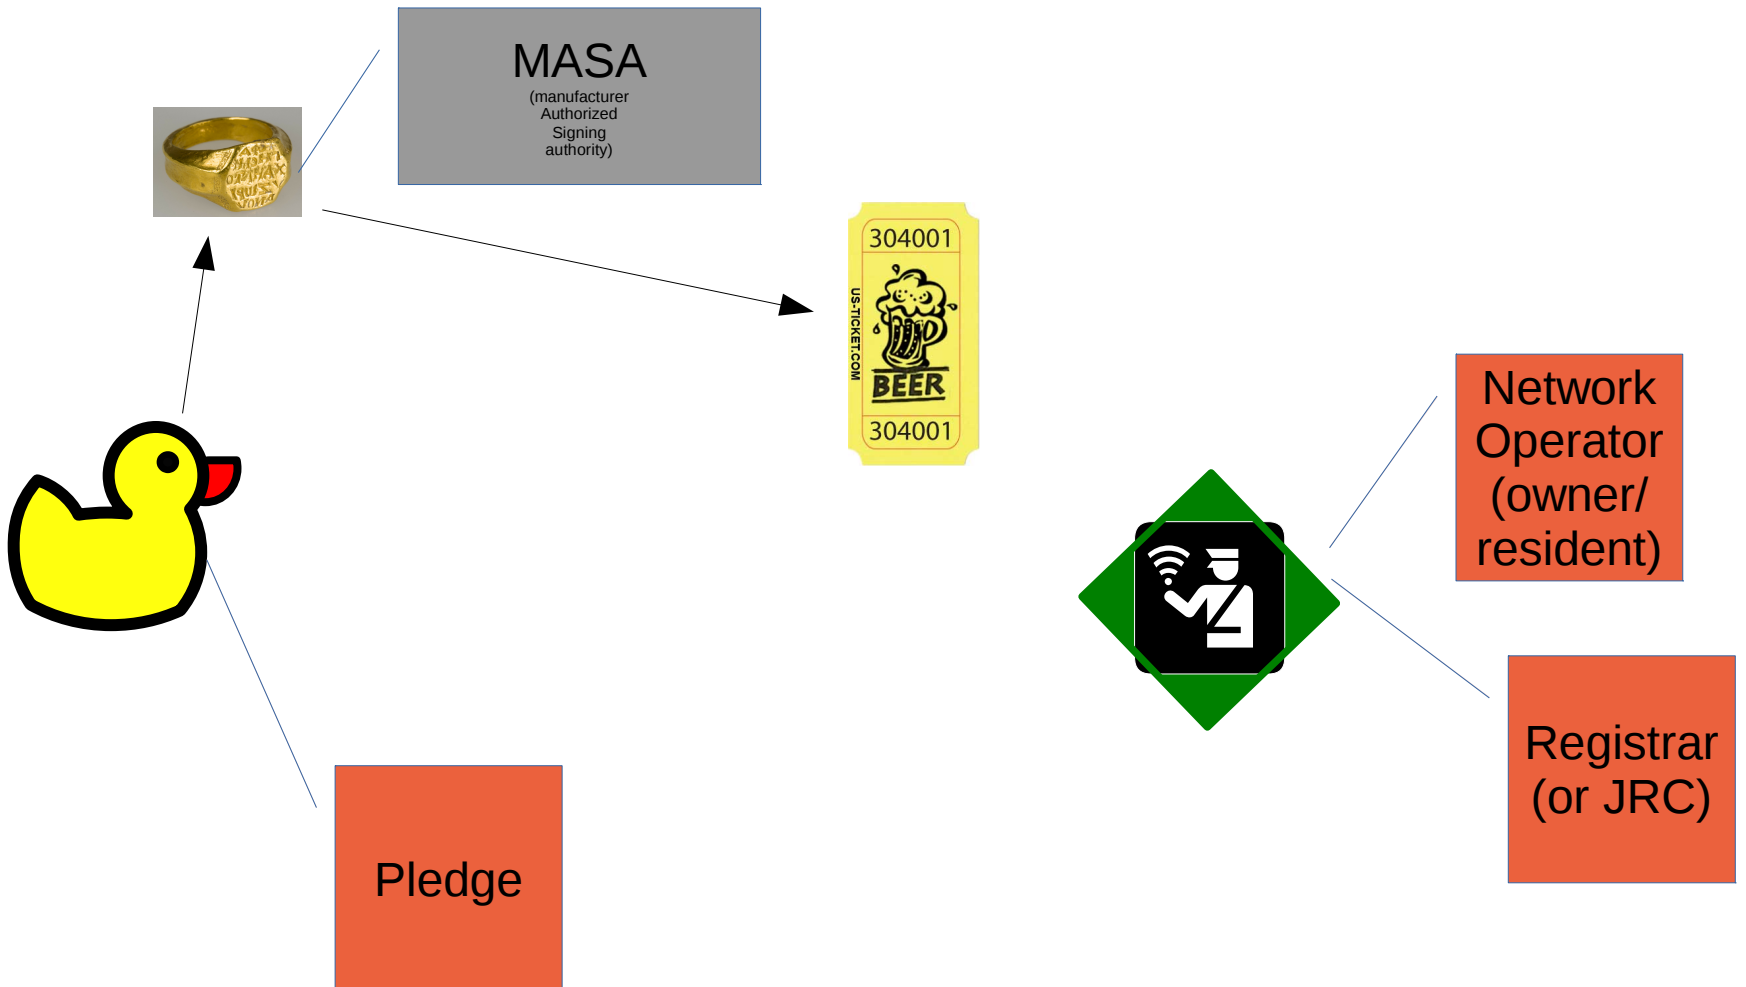 MASA
(manufacturer
Authorized
Signing
authority)
304001
US-TICKET.COM
BEER
304001
Network
Operator
(owner/
resident)
Registrar
(or JRC)
Pledge